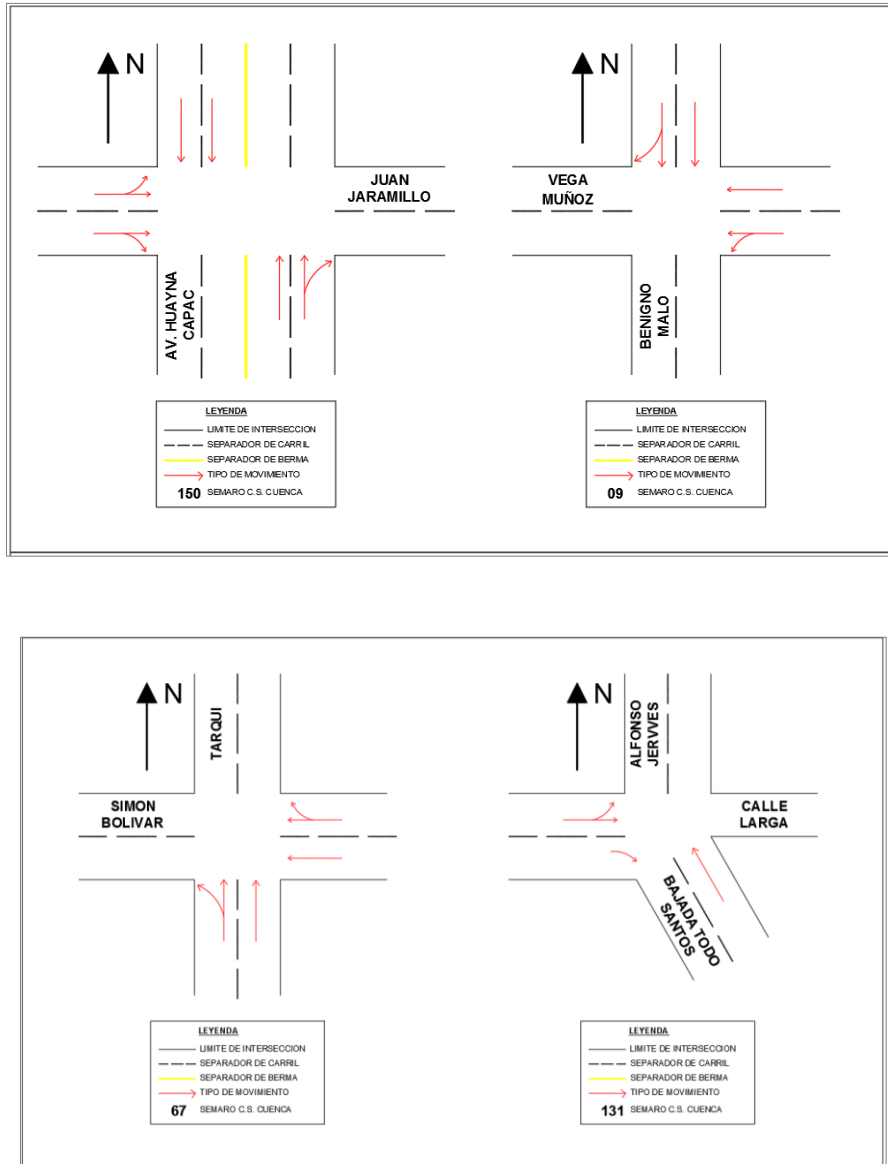 N
JUAN
JARAMILLO
AV. HUAYNA
CAPAC
LEYENDA
LIMITE DE INTERSECCION
SEPARADOR DE CARRIL
SEPARADOR DE BERMA
TIPO DE MOVIMIENTO
150 SEMARO C.S. CUENCA
N
VEGA
MUÑOZ
BENIGNO
MALO
LEYENDA
LIMITE DE INTERSECCION
SEPARADOR DE CARRIL
SEPARADOR DE BERMA
TIPO DE MOVIMIENTO
09 SEMARO C.S. CUENCA
N
TARQUI
SIMON
BOLIVAR
LEYENDA
LIMITE DE INTERSECCION
SEPARADOR DE CARRIL
SEPARADOR DE BERMA
TIPO DE MOVIMIENTO
67 SEMARO C.S. CUENCA
N
ALFONSO
JERVVES
CALLE
LARGA
BAJADA TODO
SANTOS
LEYENDA
LIMITE DE INTERSECCION
SEPARADOR DE CARRIL
SEPARADOR DE BERMA
TIPO DE MOVIMIENTO
131 SEMARO C.S. CUENCA